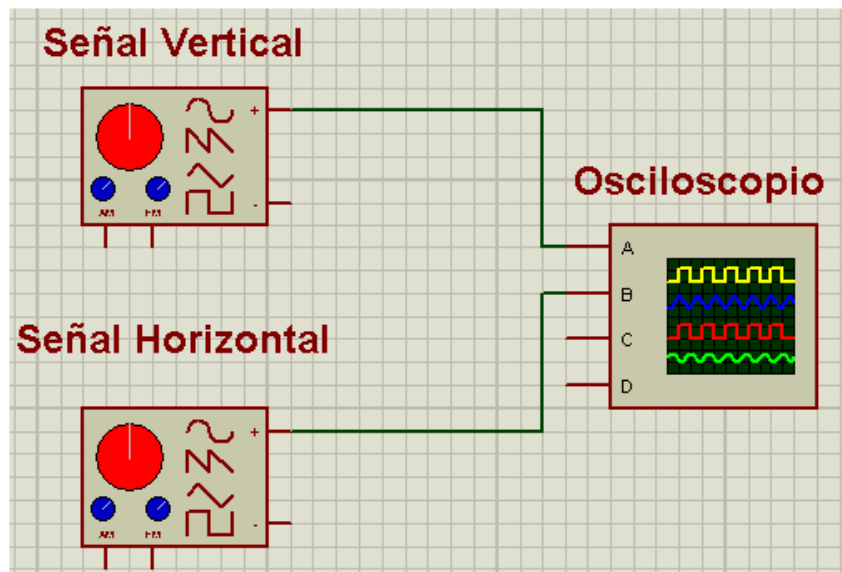 Señal Vertical
+
-
AM
FM
Osciloscopio
A
B
C
D
Señal Horizontal
+
-
AM
FM